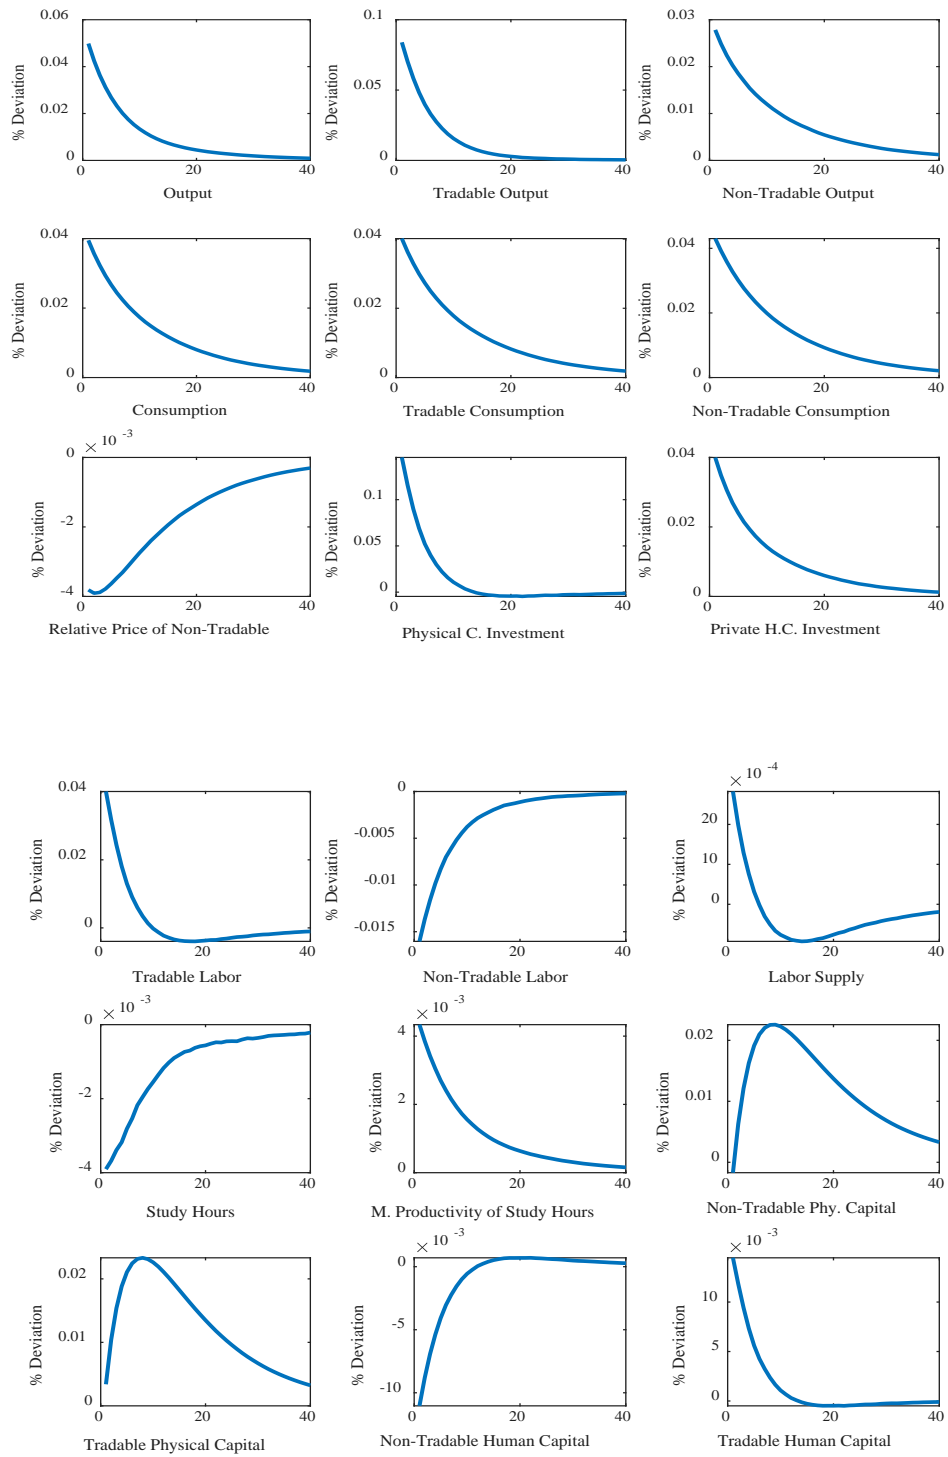 0.06
0.04
0.02
0
% Deviation
0
20
40
Output
0.1
0.05
0
% Deviation
0
20
40
Tradable Output
0.03
0.02
0.01
0
% Deviation
0
20
40
Non-Tradable Output
0.04
0.02
0
% Deviation
0
20
40
Consumption
0.04
0.02
0
% Deviation
0
20
40
Tradable Consumption
0.04
0.02
0
% Deviation
0
20
40
Non-Tradable Consumption
× 10 -3
0
-2
-4
% Deviation
0
20
40
Relative Price of Non-Tradable
0.1
0.05
0
% Deviation
0
20
40
Physical C. Investment
0.04
0.02
0
% Deviation
0
20
40
Private H.C. Investment
0.04
0.02
0
% Deviation
0
20
40
Tradable Labor
0
-0.005
-0.01
-0.015
% Deviation
0
20
40
Non-Tradable Labor
× 10 -4
20
10
0
% Deviation
0
20
40
Labor Supply
× 10 -3
0
-2
-4
% Deviation
0
20
40
Study Hours
× 10 -3
4
2
0
% Deviation
0
20
40
M. Productivity of Study Hours
0.02
0.01
0
% Deviation
0
20
40
Non-Tradable Phy. Capital
0.02
0.01
0
% Deviation
0
20
40
Tradable Physical Capital
× 10 -3
0
-5
-10
% Deviation
0
20
40
Non-Tradable Human Capital
× 10 -3
10
5
0
% Deviation
0
20
40
Tradable Human Capital